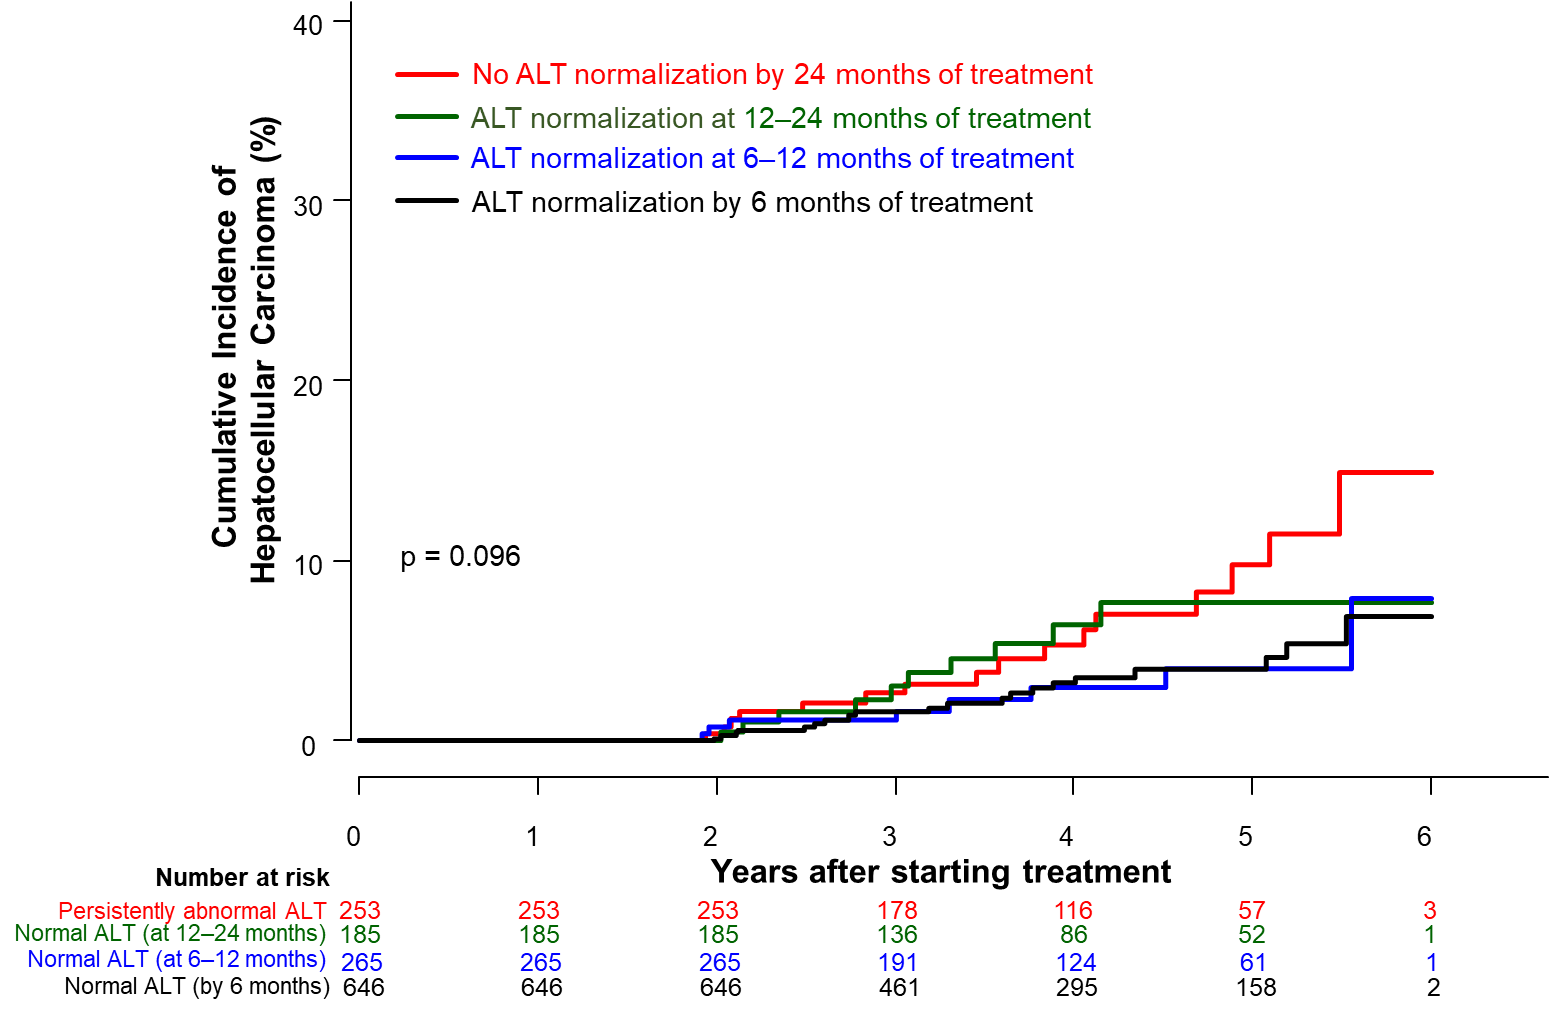 40
No ALT normalization by 24 months of treatment
ALT normalization at 12–24 months of treatment
ALT normalization at 6–12 months of treatment
ALT normalization by 6 months of treatment
30
Cumulative Incidence of
Hepatocellular Carcinoma (%)
20
p = 0.096
10
0
0 1 2 3 4 5 6
Years after starting treatment
Number at risk
Persistently abnormal ALT 253 253 253 178 116 57 3
Normal ALT (at 12–24 months) 185 185 185 136 86 52 1
Normal ALT (at 6–12 months) 265 265 265 191 124 61 1
Normal ALT (by 6 months) 646 646 646 461 295 158 2